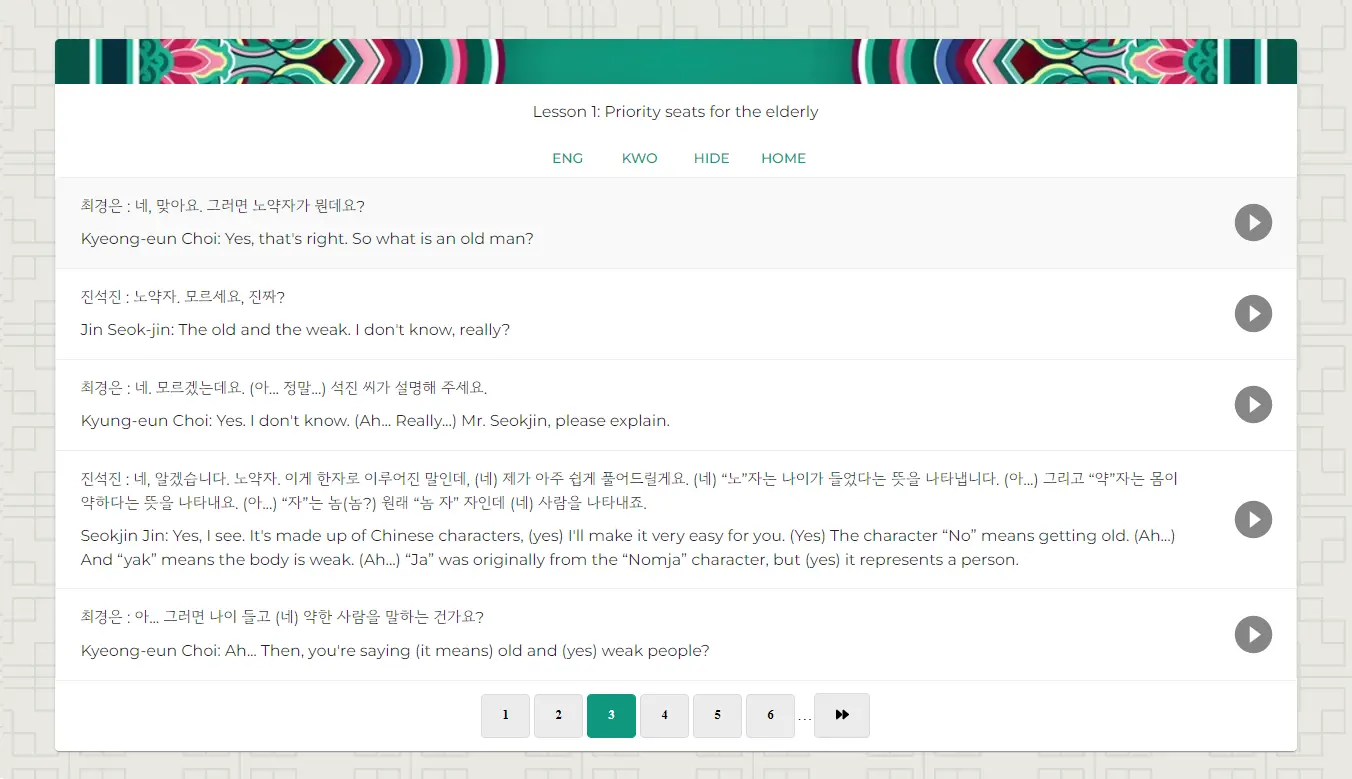 Lesson 1: Priority seats for the elderly
ENG KWO HIDE HOME
최경은 : 네, 맞아요. 그러면 노약자가 뭔데요?
Kyeong-eun Choi: Yes, that's right. So what is an old man?
진석진 : 노약자. 모르세요, 진짜?
Jin Seok-jin: The old and the weak. I don't know, really?
최경은 : 네. 모르겠는데요. (아... 정말...) 석진 씨가 설명해 주세요.
Kyung-eun Choi: Yes. I don't know. (Ah... Really...) Mr. Seokjin, please explain.
진석진 : 네, 알겠습니다. 노약자. 이게 한자로 이루어진 말인데, (네) 제가 아주 쉽게 풀어드릴게요. (네) “노”자는 나이가 들었다는 뜻을 나타냅니다. (아...) 그리고 “약”자는 몸이
약하다는 뜻을 나타내요. (아...) “자”는 놈(놈?) 원래 “놈 자” 자인데 (네) 사람을 나타내죠.
Seokjin Jin: Yes, I see. It's made up of Chinese characters, (yes) I'll make it very easy for you. (Yes) The character “No” means getting old. (Ah...)
And “yak” means the body is weak. (Ah...) “Ja” was originally from the “Nomja” character, but (yes) it represents a person.
최경은 : 아... 그러면 나이 들고 (네) 약한 사람을 말하는 건가요?
Kyeong-eun Choi: Ah... Then, you're saying (it means) old and (yes) weak people?
1 2 3 4 5 6 ...